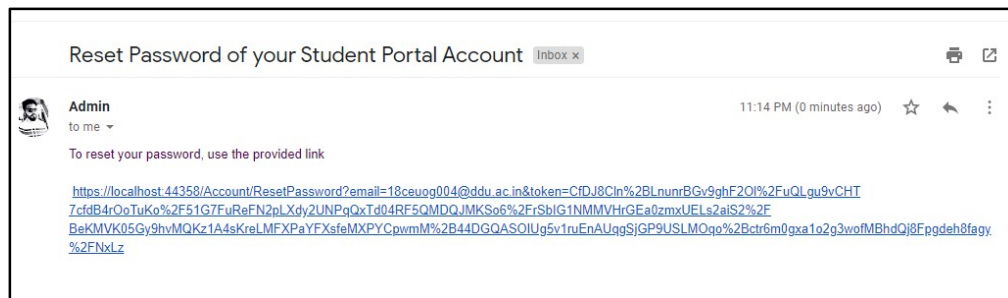 Reset Password of your Student Portal Account Inbox x
Admin 11:14 PM (0 minutes ago)
to me
To reset your password, use the provided link
https://localhost:44358/Account/ResetPassword?email=18ceuog004@ddu.ac.in&token=CfDJ8CIn%2BLnunrBGv9ghF2OI%2FuQLgu9vCHT
7cfdB4rOoTuKo%2F51G7FuReFN2pLXdy2UNPqQxTd04RF5QMDQJMKSo6%2FrSbIG1NMMVHrGEa0zmxUELs2aiS2%2F
BeKMVK05Gy9hvMQKz1A4sKreLMFXPaYFXsfeMXPYCpwmM%2B44DGQASOIUg5v1ruEnAUqgSjGP9USLMOqo%2Bctr6m0gxa1o2g3wofMBhdQj8Fpgdeh8fagy
%2FNxLz